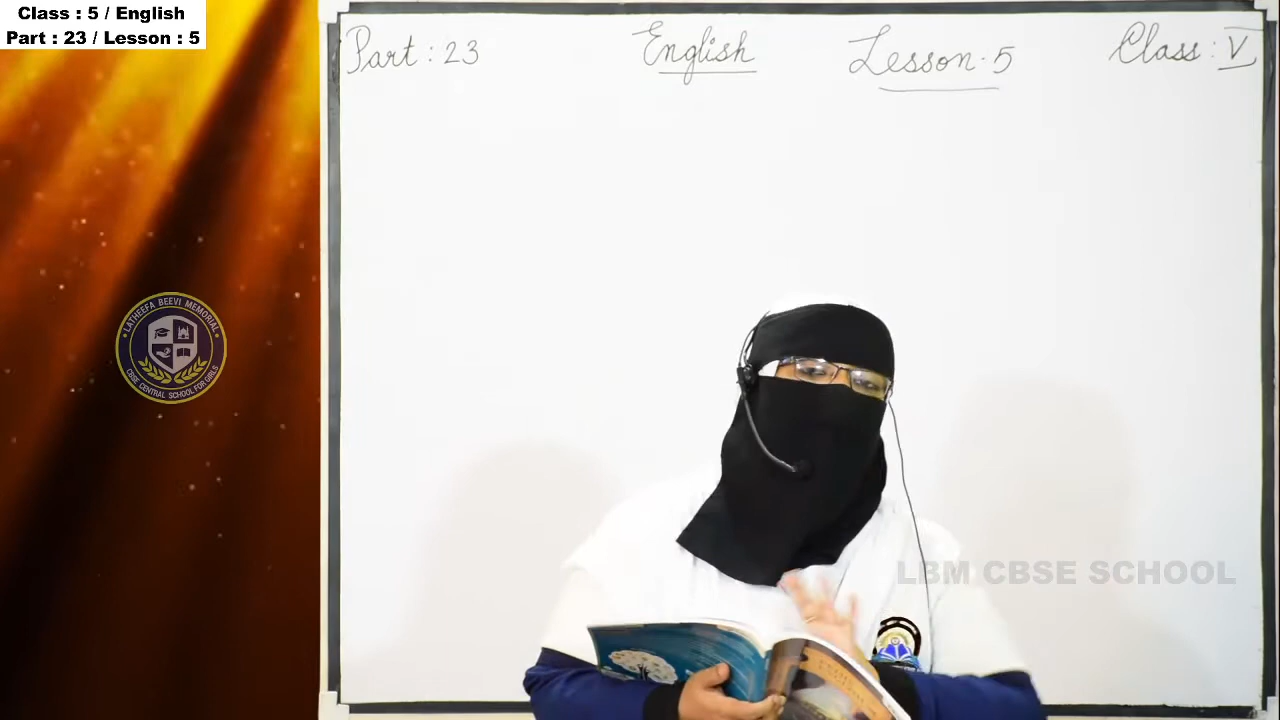 Class : 5 / English
Part : 23 / Lesson : 5
Part : 23 English Lesson. 5 Class : V
LATHEEFA BEEVI MEMORIAL
CBSE CENTRAL SCHOOL FOR GIRLS
LBM CBSE SCHOOL